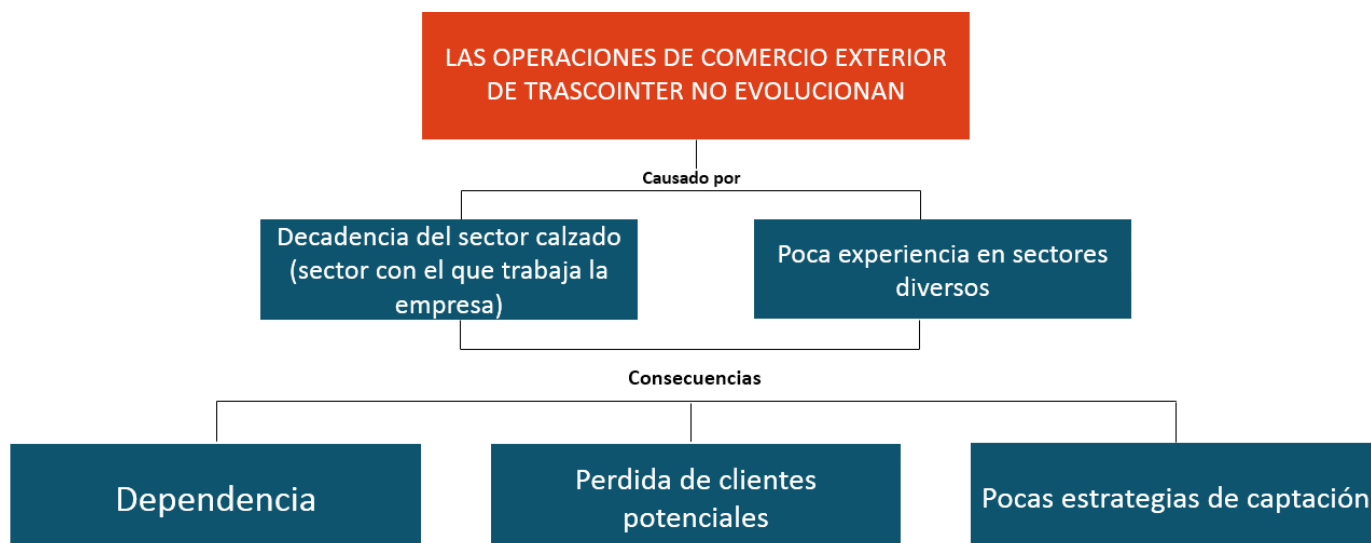 LAS OPERACIONES DE COMERCIO EXTERIOR
DE TRASCOINTER NO EVOLUCIONAN
Causado por
Decadencia del sector calzado
(sector con el que trabaja la
empresa)
Poca experiencia en sectores
diversos
Consecuencias
Dependencia
Perdida de clientes
potenciales
Pocas estrategias de captación